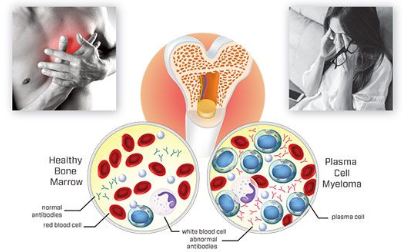 Healthy
Bone
Marrow
Plasma
Cell
Myeloma
normal
antibodies
red blood cell
white blood cell
abnormal
antibodies
plasma cell